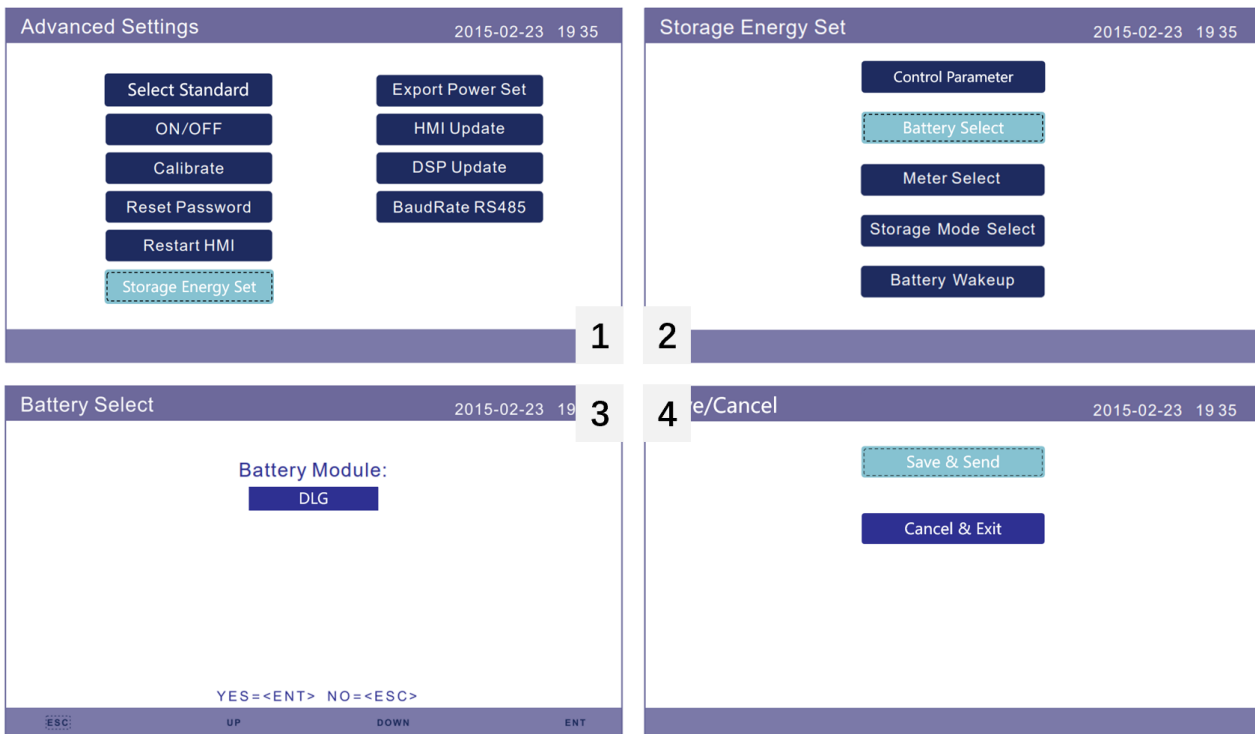 Advanced Settings
2015-02-23 19 35
Select Standard
Export Power Set
ON/OFF
HMI Update
Calibrate
DSP Update
Reset Password
BaudRate RS485
Restart HMI
Storage Energy Set
1
Storage Energy Set
2015-02-23 19 35
Control Parameter
Battery Select
Meter Select
Storage Mode Select
Battery Wakeup
2
Battery Select
2015-02-23 19
3
Battery Module:
DLG
YES=<ENT> NO=<ESC>
ESC UP DOWN ENT
4
e/Cancel
2015-02-23 19 35
Save & Send
Cancel & Exit